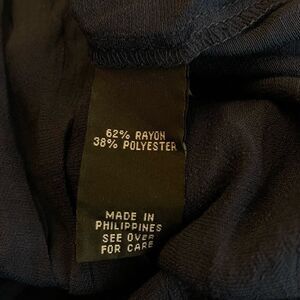 62% RAYON
38% POLYESTER
MADE IN
PHILIPPINES
SEE OVER
FOR CARE